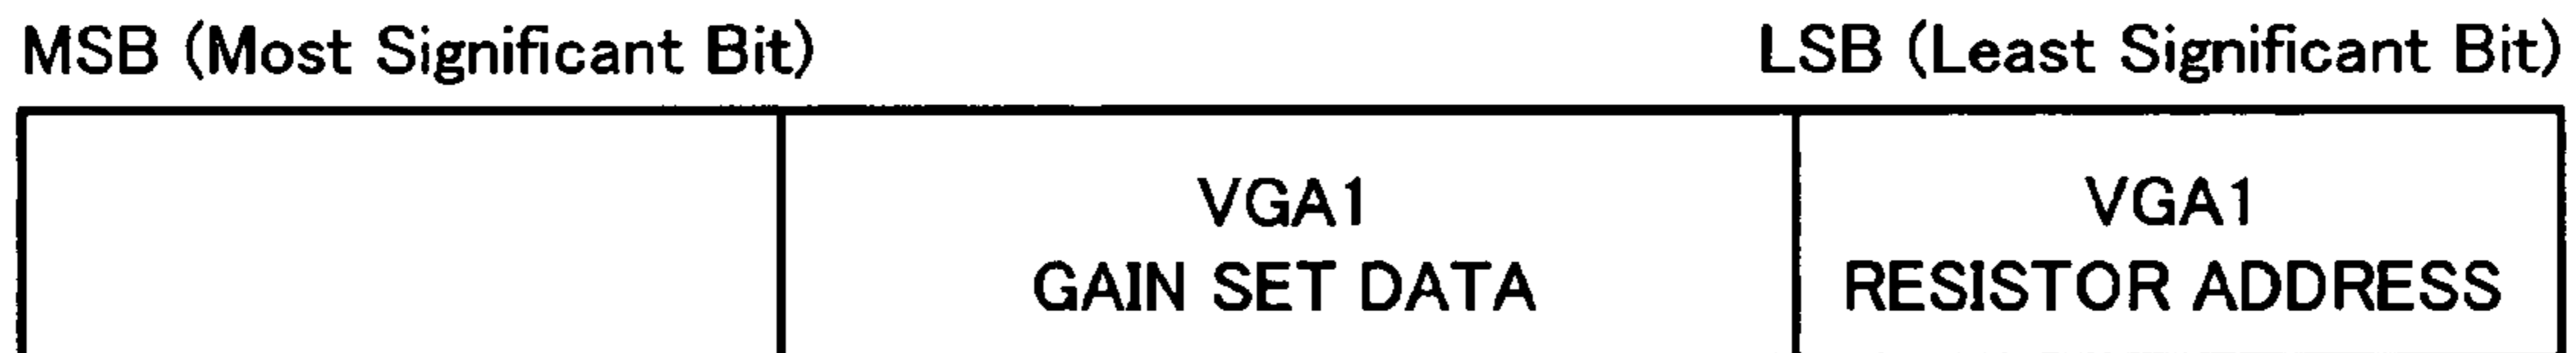 MSB (Most Significant Bit) LSB (Least Significant Bit)
VGA1
GAIN SET DATA
VGA1
RESISTOR ADDRESS